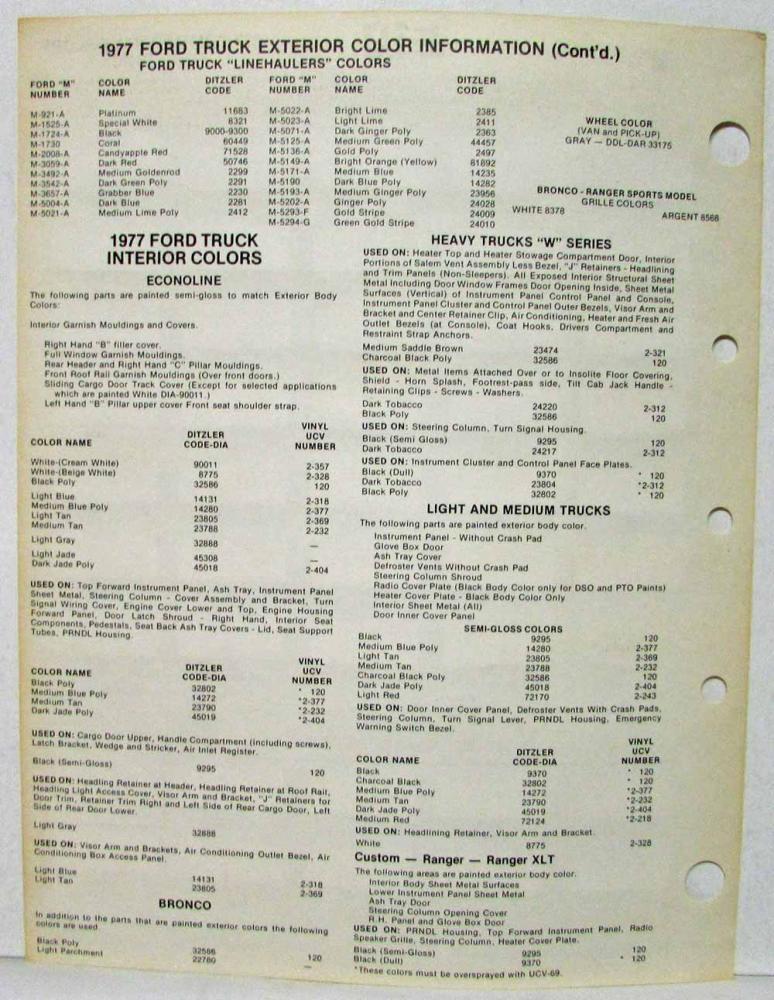 1977 FORD TRUCK EXTERIOR COLOR INFORMATION (Cont'd.)
FORD TRUCK "LINEHAULERS" COLORS
FORD "M" NUMBER COLOR NAME DITZLER CODE
M-921-A Platinum 11683
M-1525-A Special White 8321
M-1724-A Black 9000-9300
M-1730 Coral 60449
M-2008-A Candyapple Red 71528
M-3059-A Dark Red 50746
M-3492-A Medium Goldenrod 2299
M-3542-A Dark Green Poly 2291
M-3657-A Grabber Blue 2230
M-5004-A Dark Blue 2281
M-5021-A Medium Lime Poly 2412
FORD "M" NUMBER COLOR NAME DITZLER CODE
M-5022-A Bright Lime 2385
M-5023-A Light Lime 2411
M-5071-A Dark Ginger Poly 2363
M-5125-A Medium Green Poly 44457
M-5136-A Gold Poly 2497
M-5149-A Bright Orange (Yellow) 61892
M-5171-A Medium Blue 14235
M-5190 Dark Blue Poly 14282
M-5193-A Medium Ginger Poly 23956
M-5202-A Ginger Poly 24028
M-5293-F Gold Stripe 24009
M-5294-G Green Gold Stripe 24010
WHEEL COLOR
(VAN and PICK-UP)
GRAY — DDL-DAR 33175
BRONCO - RANGER SPORTS MODEL
GRILLE COLORS
WHITE 8378 ARGENT 8568
1977 FORD TRUCK
INTERIOR COLORS
ECONOLINE
The following parts are painted semi-gloss to match Exterior Body
Colors:
Interior Garnish Mouldings and Covers.
Right Hand "B" filler cover.
Full Window Garnish Mouldings.
Rear Header and Right Hand "C" Pillar Mouldings.
Front Roof Rail Garnish Mouldings (Over front doors.)
Sliding Cargo Door Track Cover (Except for selected applications
which are painted White DIA-90011.)
Left Hand "B" Pillar upper cover Front seat shoulder strap.
COLOR NAME DITZLER CODE-DIA VINYL UCV NUMBER
White-(Cream White) 90011 2-357
White-(Beige White) 8775 2-328
Black Poly 32586 120
Light Blue 14131 2-318
Medium Blue Poly 14280 2-377
Light Tan 23805 2-369
Medium Tan 23788 2-232
Light Gray 32888 —
Light Jade 45308 —
Dark Jade Poly 45018 2-404
USED ON: Top Forward Instrument Panel, Ash Tray, Instrument Panel
Sheet Metal, Steering Column - Cover Assembly and Bracket, Turn
Signal Wiring Cover, Engine Cover Lower and Top, Engine Housing
Forward Panel, Door Latch Shroud - Right Hand, Interior Seat
Components, Pedestals, Seat Back Ash Tray Covers - Lid, Seat Support
Tubes, PRNDL Housing.
COLOR NAME DITZLER CODE-DIA VINYL UCV NUMBER
Black Poly 32802 * 120
Medium Blue Poly 14272 *2-377
Medium Tan 23790 *2-232
Dark Jade Poly 45019 *2-404
USED ON: Cargo Door Upper, Handle Compartment (including screws),
Latch Bracket, Wedge and Stricker, Air Inlet Register.
Black (Semi-Gloss) 9295 120
USED ON: Headling Retainer at Header, Headling Retainer at Roof Rail,
Headling Light Access Cover, Visor Arm and Bracket, "J" Retainers for
Door Trim, Retainer Trim Right and Left Side of Rear Cargo Door, Left
Side of Rear Door Lower.
Light Gray 32888
USED ON: Visor Arm and Brackets, Air Conditioning Outlet Bezel, Air
Conditioning Box Access Panel.
Light Blue 14131 2-318
Light Tan 23805 2-369
BRONCO
In addition to the parts that are painted exterior colors the following
colors are used
Black Poly 32586 120
Light Parchment 22760 —
HEAVY TRUCKS "W" SERIES
USED ON: Heater Top and Heater Stowage Compartment Door, Interior
Portions of Salem Vent Assembly Less Bezel, "J" Retainers - Headlining
and Trim Panels (Non-Sleepers). All Exposed Interior Structural Sheet
Metal Including Door Window Frames Door Opening Inside, Sheet Metal
Surfaces (Vertical) of Instrument Panel Control Panel and Console,
Instrument Panel Cluster and Control Panel Outer Bezels, Visor Arm and
Bracket and Center Retainer Clip, Air Conditioning, Heater and Fresh Air
Outlet Bezels (at Console), Coat Hooks, Drivers Compartment and
Restraint Strap Anchors.
Medium Saddle Brown 23474 2-321
Charcoal Black Poly 32586 120
USED ON: Metal Items Attached Over or to Insolite Floor Covering,
Shield - Horn Splash, Footrest-pass side, Tilt Cab Jack Handle -
Retaining Clips - Screws - Washers.
Dark Tobacco 24220 2-312
Black Poly 32586 120
USED ON: Steering Column, Turn Signal Housing.
Black (Semi Gloss) 9295 120
Dark Tobacco 24217 2-312
USED ON: Instrument Cluster and Control Panel Face Plates.
Black (Dull) 9370 * 120
Dark Tobacco 23804 *2-312
Black Poly 32802 * 120
LIGHT AND MEDIUM TRUCKS
The following parts are painted exterior body color.
Instrument Panel - Without Crash Pad
Glove Box Door
Ash Tray Cover
Defroster Vents Without Crash Pad
Steering Column Shroud
Radio Cover Plate (Black Body Color only for DSO and PTO Paints)
Heater Cover Plate - Black Body Color Only
Interior Sheet Metal (All)
Door Inner Cover Panel
SEMI-GLOSS COLORS
Black 9295 120
Medium Blue Poly 14280 2-377
Light Tan 23805 2-369
Medium Tan 23788 2-232
Charcoal Black Poly 32586 120
Dark Jade Poly 45018 2-404
Light Red 72170 2-243
USED ON: Door Inner Cover Panel, Defroster Vents With Crash Pads,
Steering Column, Turn Signal Lever, PRNDL Housing, Emergency
Warning Switch Bezel.
COLOR NAME DITZLER CODE-DIA VINYL UCV NUMBER
Black 9370 * 120
Charcoal Black 32802 * 120
Medium Blue Poly 14272 *2-377
Medium Tan 23790 *2-232
Dark Jade Poly 45019 *2-404
Medium Red 72124 *2-218
USED ON: Headlining Retainer, Visor Arm and Bracket.
White 8775 2-328
Custom — Ranger — Ranger XLT
The following areas are painted exterior body color.
Interior Body Sheet Metal Surfaces
Lower Instrument Panel Sheet Metal
Ash Tray Door
Steering Column Opening Cover
R.H. Panel and Glove Box Door
USED ON: PRNDL Housing, Top Forward Instrument Panel, Radio
Speaker Grille, Steering Column, Heater Cover Plate.
Black (Semi-Gloss) 9295 120
Black (Dull) 9370 * 120
*These colors must be oversprayed with UCV-69.